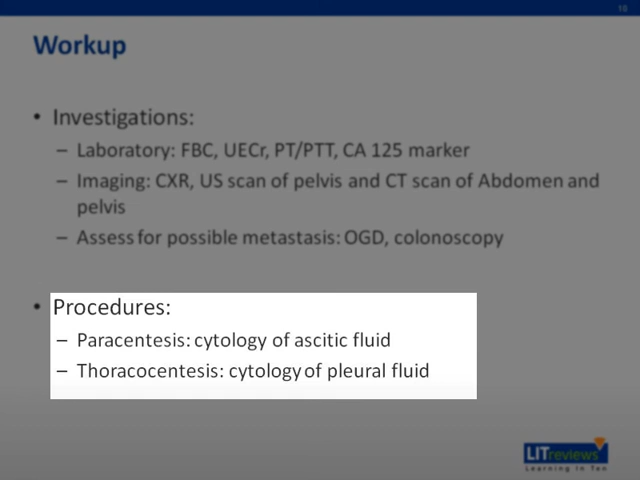 10
Workup
• Investigations:
– Laboratory: FBC, UECr, PT/PTT, CA 125 marker
– Imaging: CXR, US scan of pelvis and CT scan of Abdomen and
pelvis
– Assess for possible metastasis: OGD, colonoscopy
• Procedures:
– Paracentesis: cytology of ascitic fluid
– Thoracocentesis: cytology of pleural fluid
LITreviews
Learning In Ten